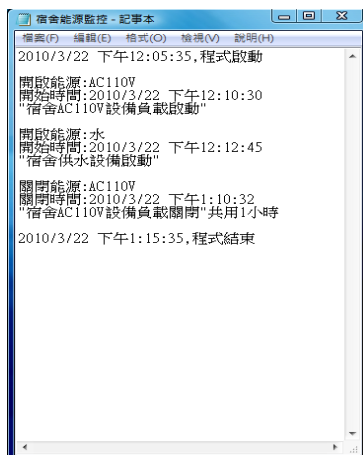 宿舍能源監控 - 記事本
檔案(F) 編輯(E) 格式(O) 檢視(V) 說明(H)
2010/3/22 下午12:05:35,程式啟動
開啟能源:AC110V
開始時間:2010/3/22 下午12:10:30
"宿舍AC110V設備負載啟動"
開啟能源:水
開始時間:2010/3/22 下午12:12:45
"宿舍供水設備啟動"
關閉能源:AC110V
關閉時間:2010/3/22 下午1:10:32
"宿舍AC110V設備負載關閉"共用1小時
2010/3/22 下午1:15:35,程式結束